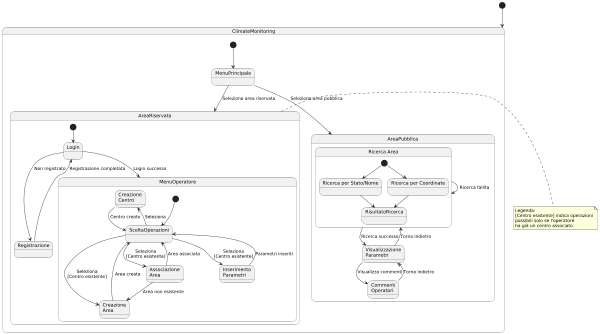 ClimateMonitoring
MenuPrincipale
Seleziona area riservata
Seleziona area pubblica
AreaRiservata
Login
Non registrato
Registrazione completata
Login successo
Registrazione
MenuOperatore
Creazione
Centro
Centro creata
Seleziona
SceltaOperazioni
Seleziona
[Centro esistente]
Seleziona
[Centro esistente]
Area creata
Area associata
Associazione
Area
Area non esistente
Creazione
Area
Seleziona
[Centro esistente]
Parametri inseriti
Inserimento
Parametri
AreaPubblica
Ricerca Area
Ricerca per Stato/Nome
Ricerca per Coordinate
Ricerca fallita
RisultatoRicerca
Ricerca successo
Torna indietro
Visualizzazione
Parametri
Visualizza commenti
Torna indietro
Commenti
Operatori
Legenda:
[Centro esistente] indica operazioni
possibili solo se l'operatore
ha già un centro associato